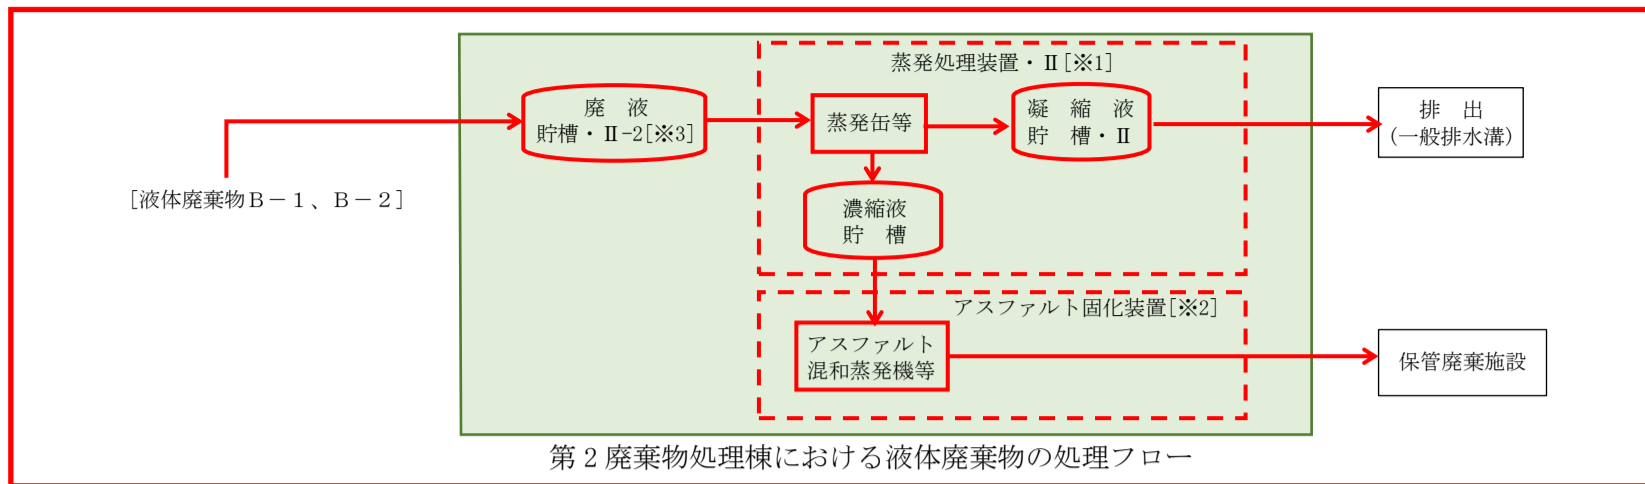 蒸発処理装置・Ⅱ[※1]
廃　液
貯槽・Ⅱ-2[※3]
蒸発缶等
凝　縮　液
貯　槽・Ⅱ
排　出
(一般排水溝)
[液体廃棄物Ｂ－１、Ｂ－２]
濃縮液
貯　槽
アスファルト固化装置[※2]
アスファルト
混和蒸発機等
保管廃棄施設
第２廃棄物処理棟における液体廃棄物の処理フロー